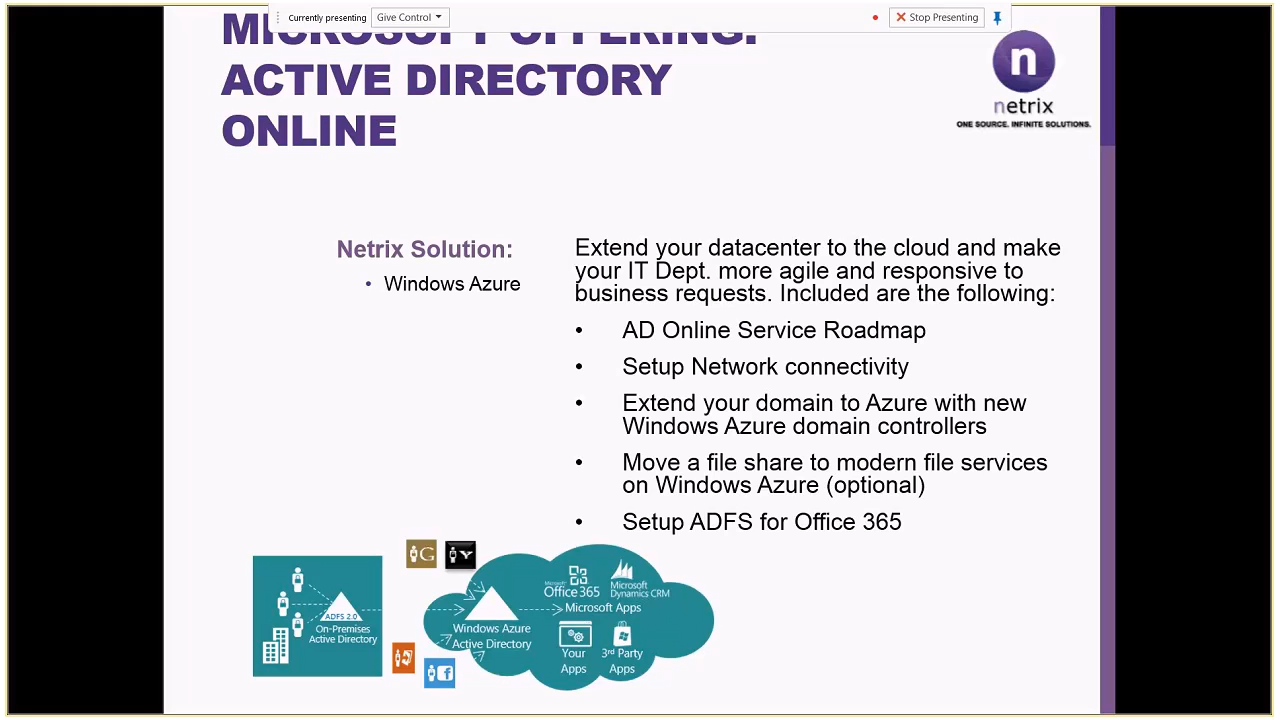 Currently presenting Give Control
Stop Presenting
MICROSOFT OFFERING:
ACTIVE DIRECTORY
ONLINE
n
netrix
ONE SOURCE. INFINITE SOLUTIONS.
Netrix Solution:
• Windows Azure
Extend your datacenter to the cloud and make
your IT Dept. more agile and responsive to
business requests. Included are the following:
• AD Online Service Roadmap
• Setup Network connectivity
• Extend your domain to Azure with new
Windows Azure domain controllers
• Move a file share to modern file services
on Windows Azure (optional)
• Setup ADFS for Office 365
ADFS 2.0
On-Premises
Active Directory
G
Y
f
Windows Azure
Active Directory
Microsoft
Office 365
Microsoft
Dynamics CRM
Microsoft Apps
Your
Apps
3rd Party
Apps